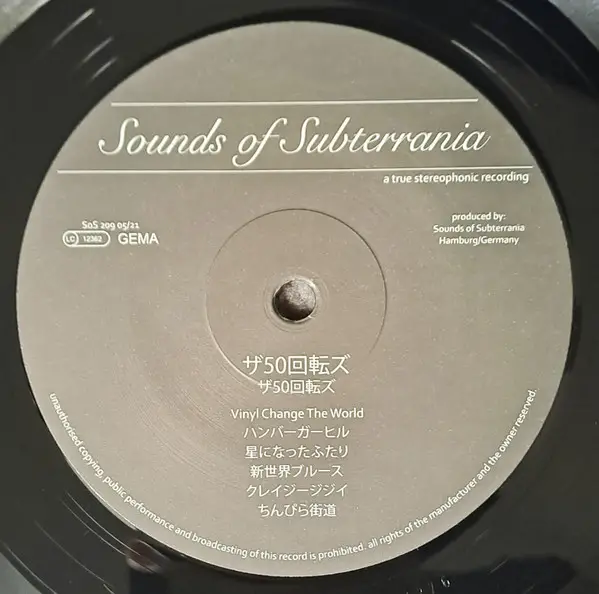 Sounds of Subterrania
a true stereophonic recording
SoS 209 05/21
LC 12362 GEMA
produced by:
Sounds of Subterrania
Hamburg/Germany
ザ50回転ズ
ザ50回転ズ
Vinyl Change The World
ハンバーガーヒル
星になったふたり
新世界ブルース
クレイジージジイ
ちんぴら街道
unauthorised copying, public performance and broadcasting of this record is prohibited. all rights of the manufacturer and the owner reserved.